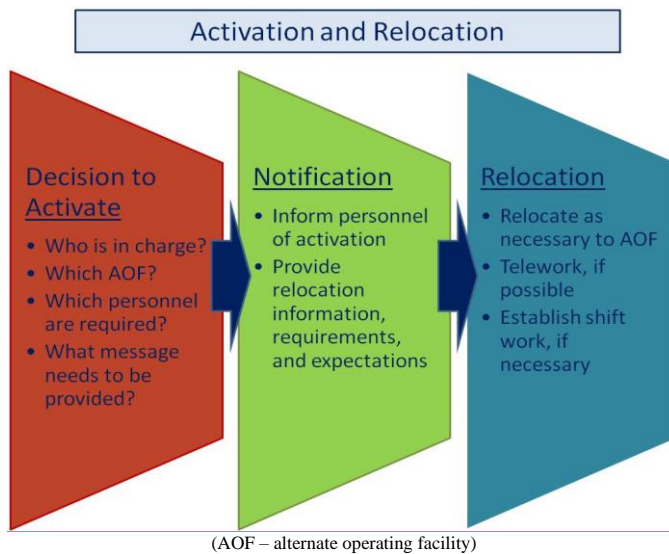 Activation and Relocation
Decision to
Activate
• Who is in charge?
• Which AOF?
• Which personnel
are required?
• What message
needs to be
provided?
Notification
• Inform personnel
of activation
• Provide
relocation
information,
requirements,
and expectations
Relocation
• Relocate as
necessary to AOF
• Telework, if
possible
• Establish shift
work, if
necessary
(AOF – alternate operating facility)